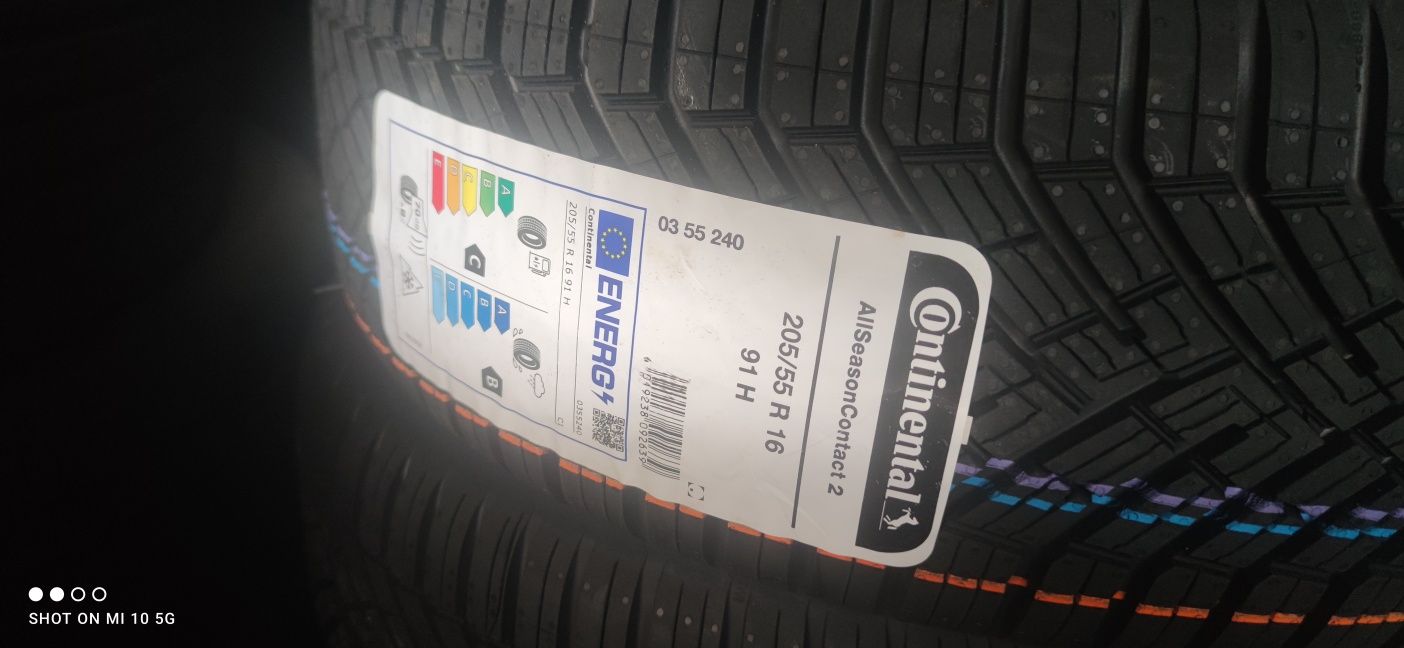 Continental
AllSeasonContact 2
205/55 R 16
91 H
03 55 240
ENERG
Continental
0355240
205/55 R 16 91 H
C1
A
B
C
D
E
C
A
B
C
D
B
SHOT ON MI 10 5G